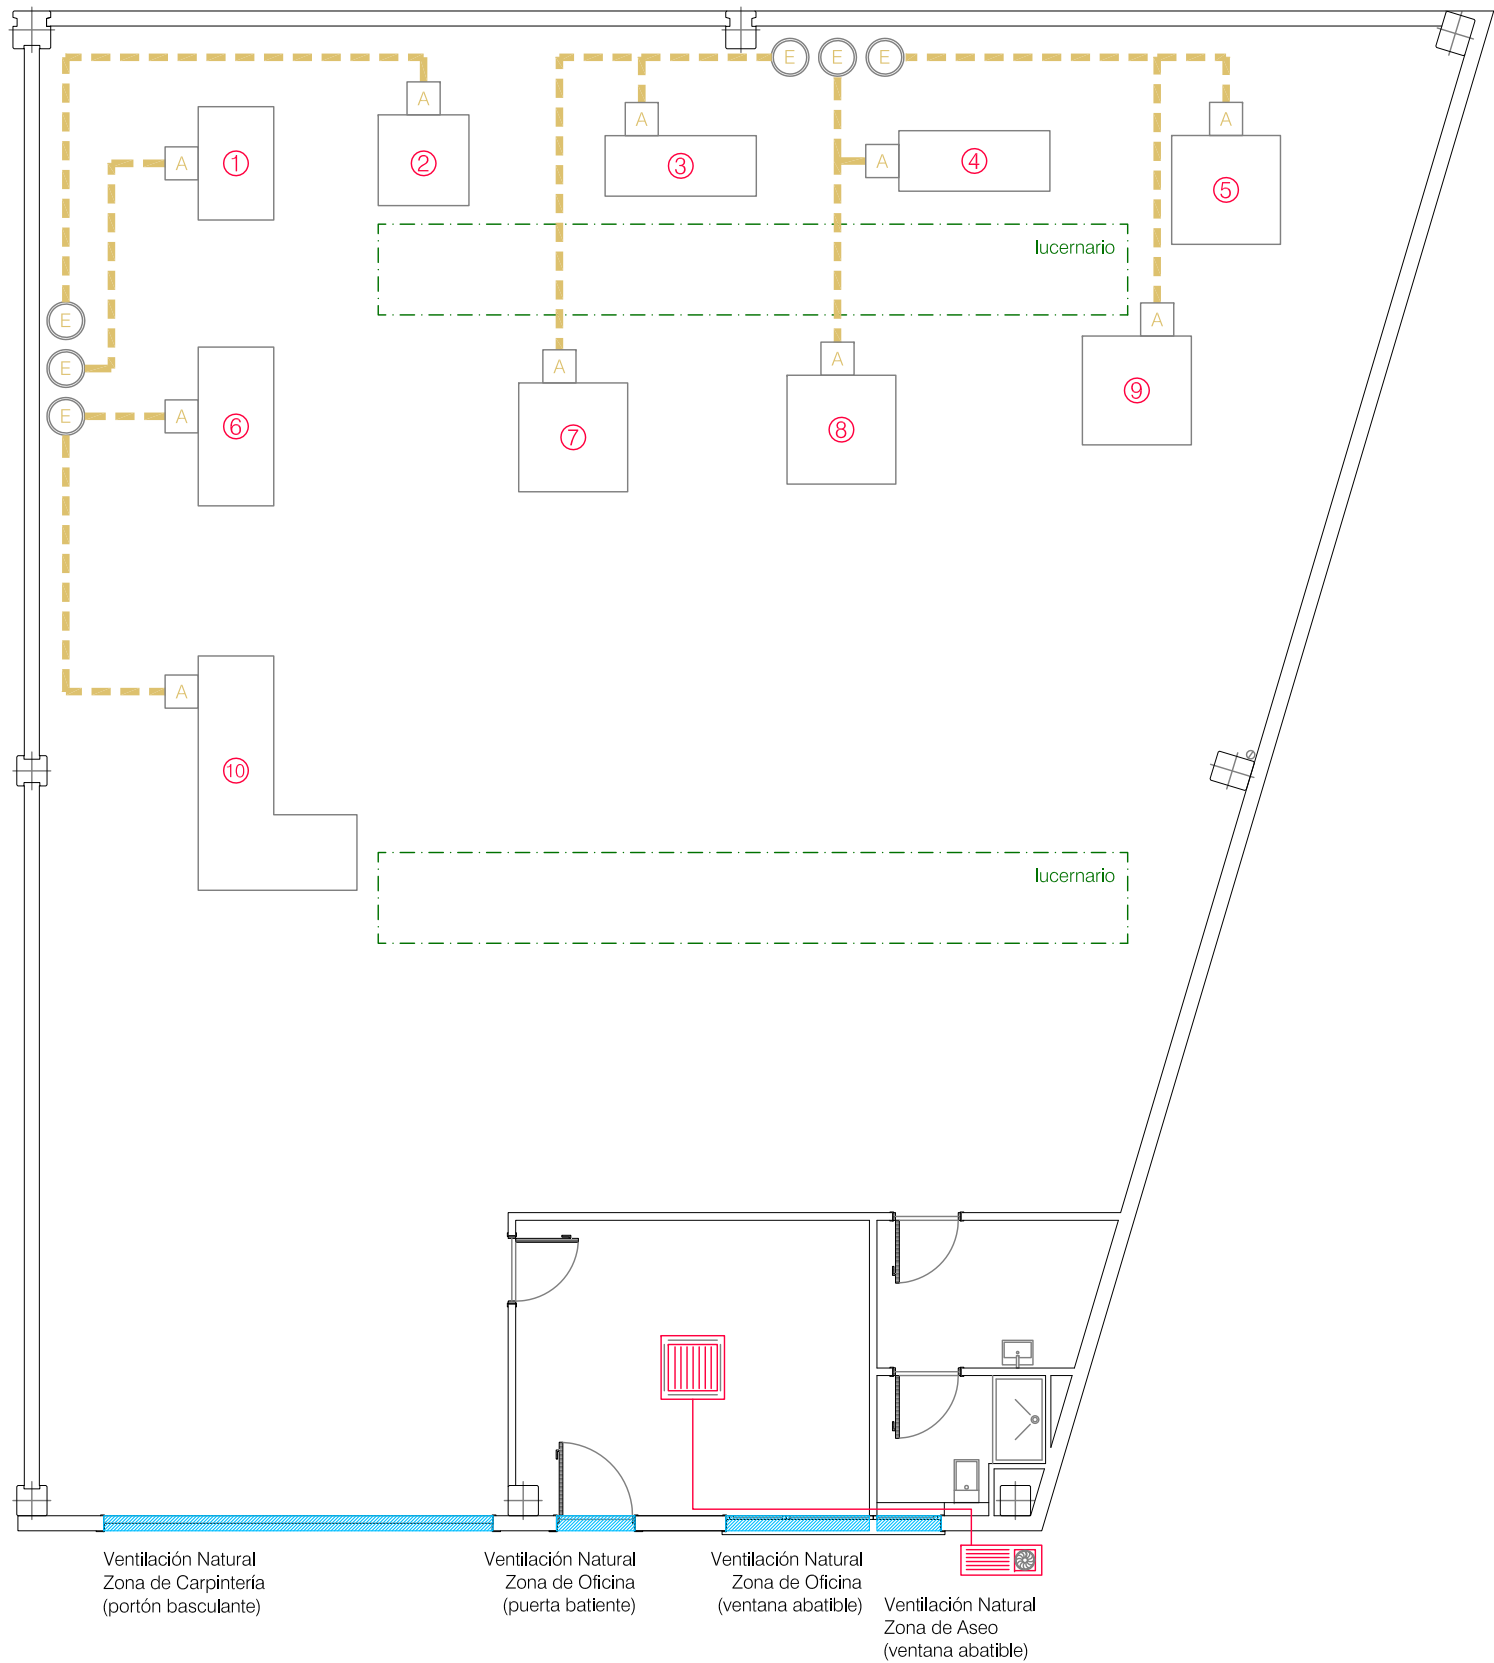 E E E
A
A
A
1
2
3
A
4
5
lucernario
E
E
E
A
A
6
A
7
A
8
9
A
10
lucernario
Ventilación Natural
Zona de Carpintería
(portón basculante)
Ventilación Natural
Zona de Oficina
(puerta batiente)
Ventilación Natural
Zona de Oficina
(ventana abatible)
Ventilación Natural
Zona de Aseo
(ventana abatible)